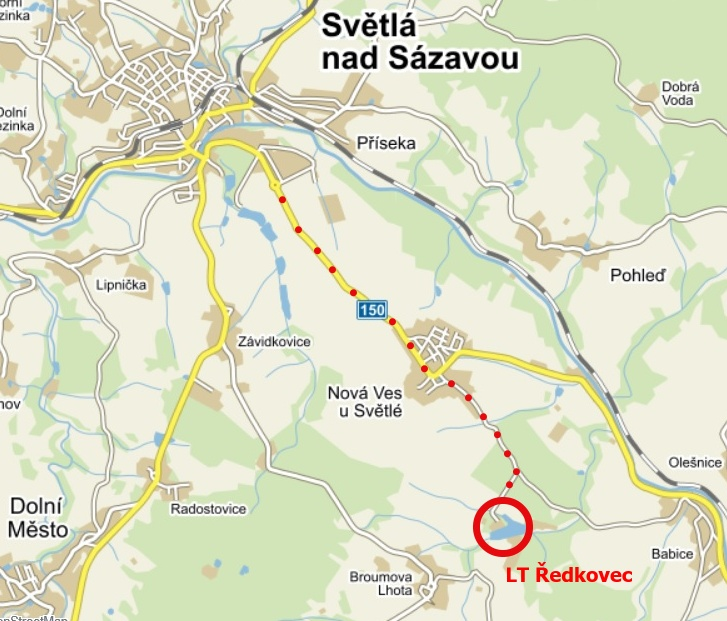 Světlá
nad Sázavou
Dobrá
Voda
Dolní
Příseka
Pohleď
Lipnička
150
Závidkovice
Nová Ves
u Světlé
Olešnice
Radostovice
Dolní
Město
Babice
LT Ředkovec
Broumova
Lhota